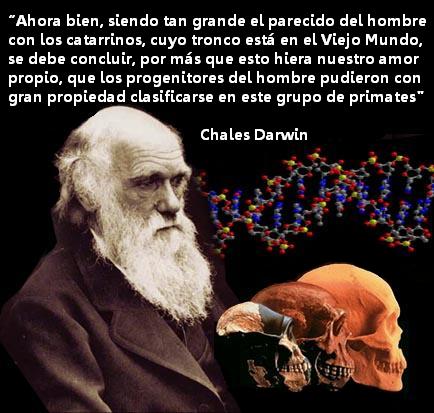 “Ahora bien, siendo tan grande el parecido del hombre
con los catarrinos, cuyo tronco está en el Viejo Mundo,
se debe concluir, por más que esto hiera nuestro amor
propio, que los progenitores del hombre pudieron con
gran propiedad clasificarse en este grupo de primates"
Chales Darwin